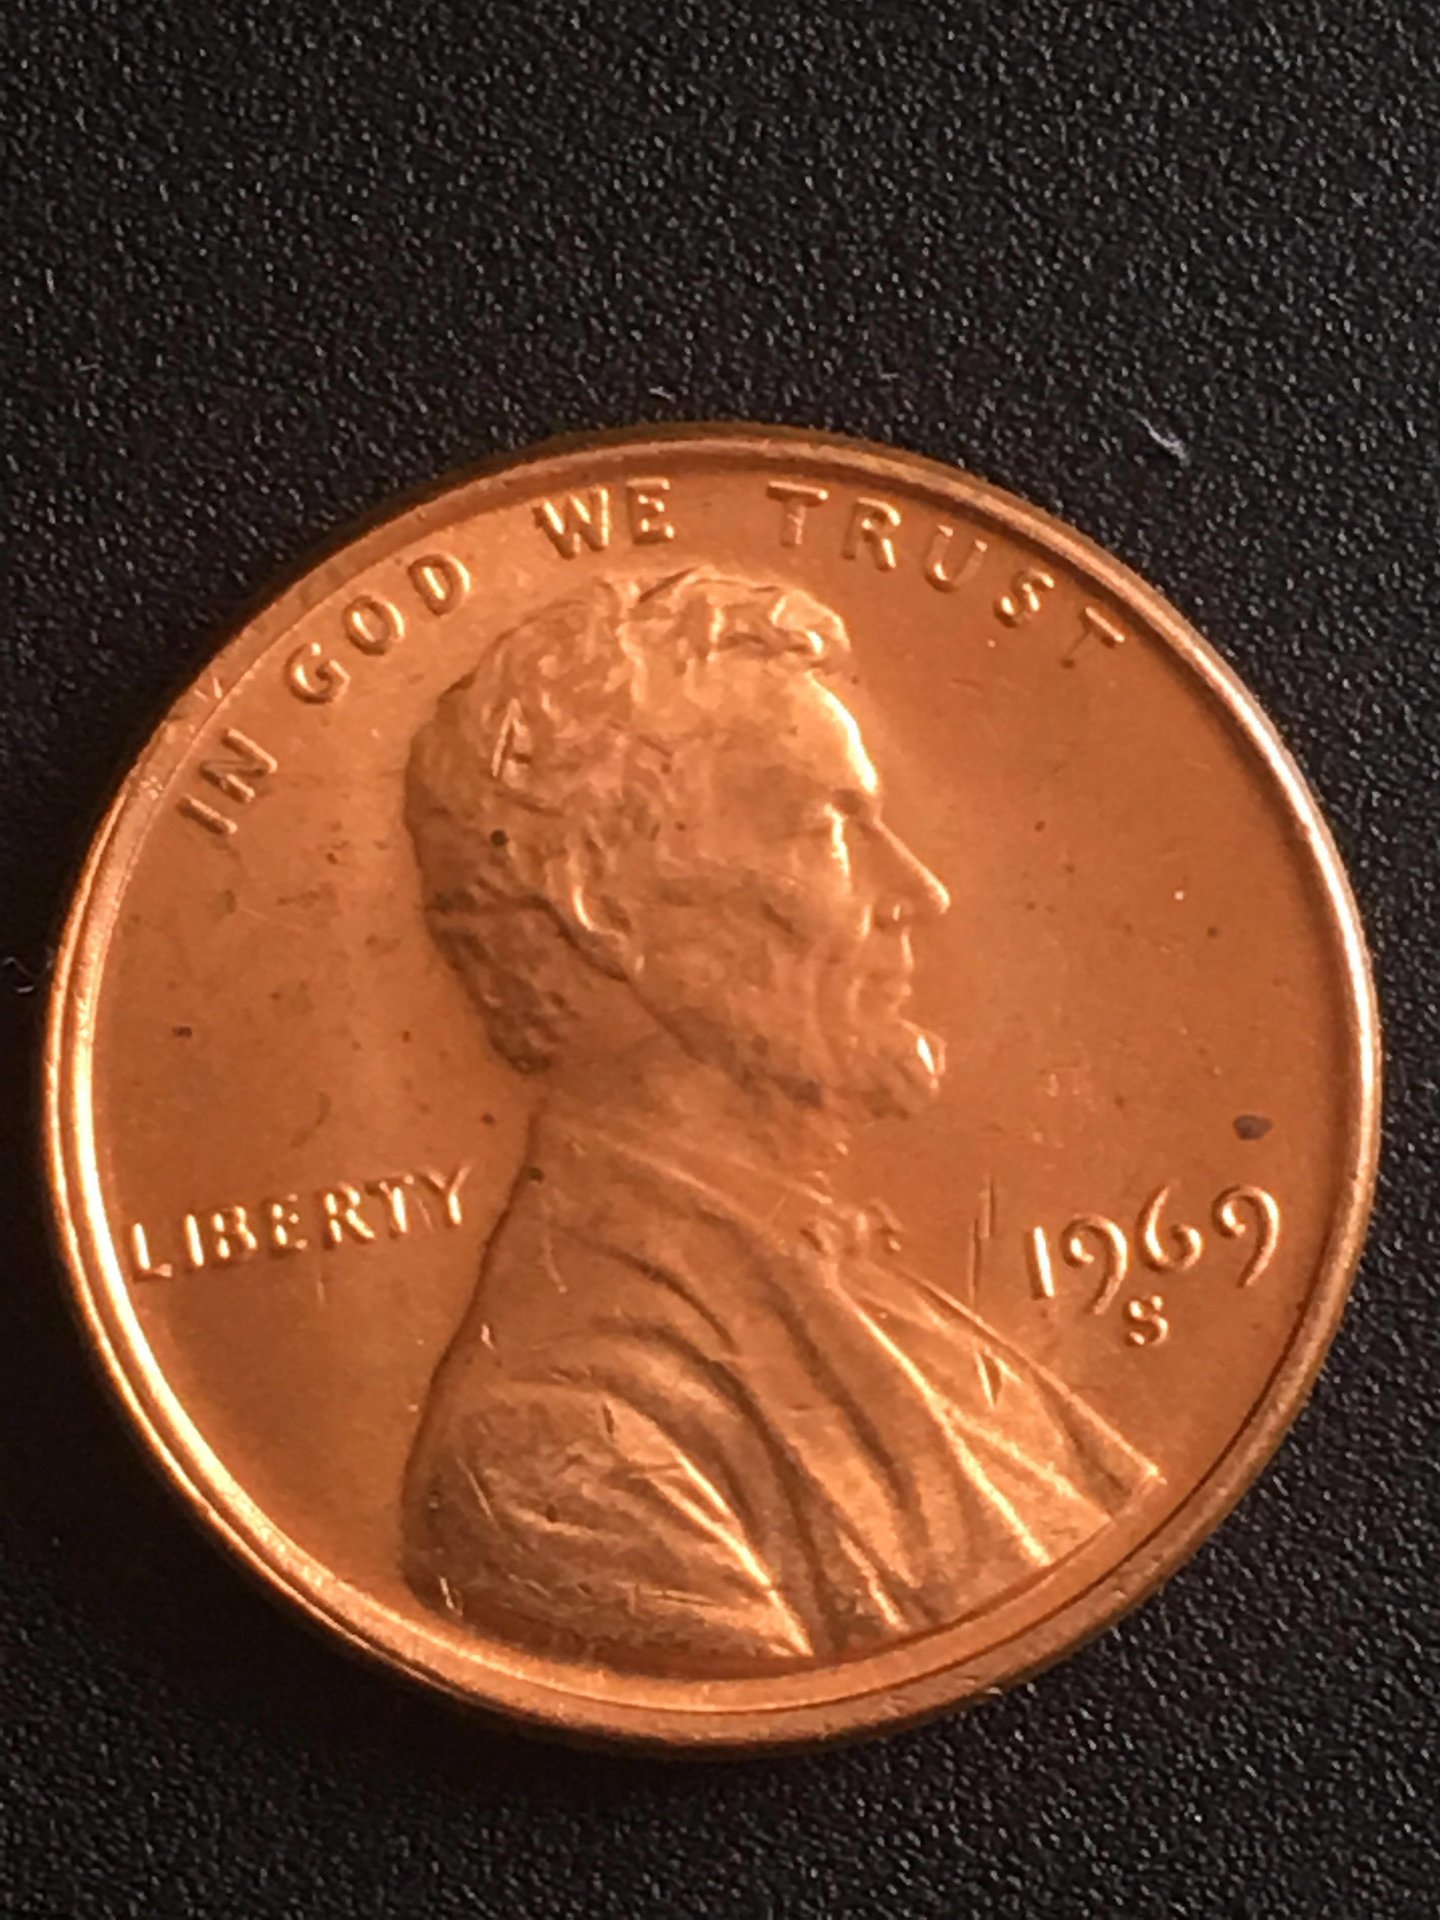 IN GOD WE TRUST
LIBERTY
1969
S